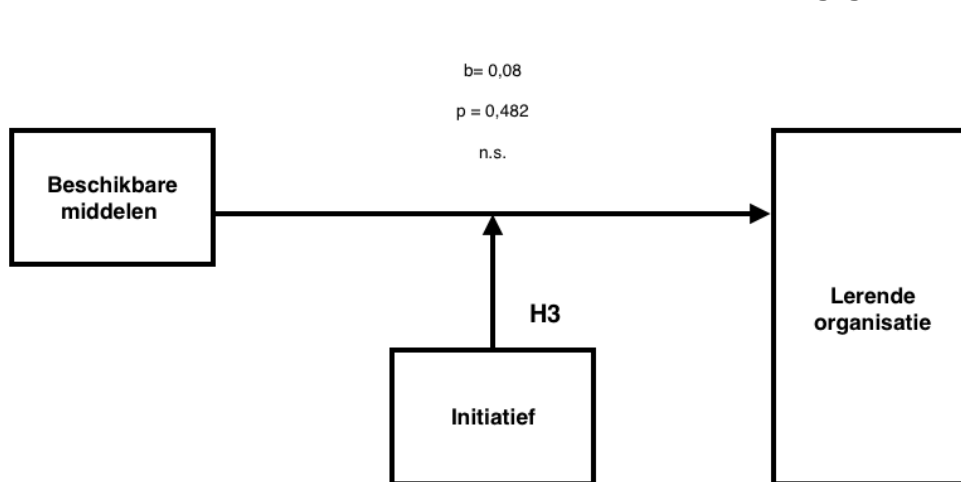 b= 0,08
p = 0,482
n.s.
Beschikbare
middelen
H3
Lerende
organisatie
Initiatief